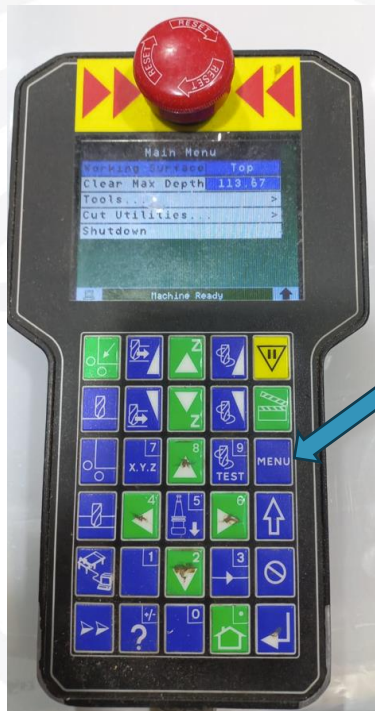 RESET RESET RESET
Main Menu
Working Surface Top
Clear Max Depth 113.67
Tools... >
Cut Utilities... >
Shutdown
Machine Ready
Z
Z
7 X.Y.Z 8 9 TEST MENU
4 5 6
1 2 3
+/- ? 0